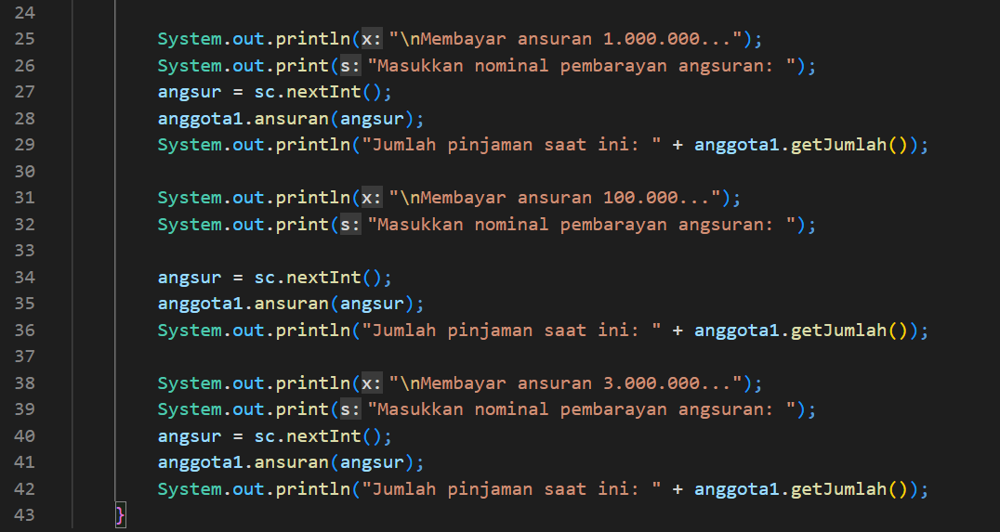 24
25 System.out.println(x: "\nMembayar ansuran 1.000.000...");
26 System.out.print(s: "Masukkan nominal pembarayan angsuran: ");
27 angsur = sc.nextInt();
28 anggota1.ansuran(angsur);
29 System.out.println("Jumlah pinjaman saat ini: " + anggota1.getJumlah());
30
31 System.out.println(x: "\nMembayar ansuran 100.000...");
32 System.out.print(s: "Masukkan nominal pembarayan angsuran: ");
33
34 angsur = sc.nextInt();
35 anggota1.ansuran(angsur);
36 System.out.println("Jumlah pinjaman saat ini: " + anggota1.getJumlah());
37
38 System.out.println(x: "\nMembayar ansuran 3.000.000...");
39 System.out.print(s: "Masukkan nominal pembarayan angsuran: ");
40 angsur = sc.nextInt();
41 anggota1.ansuran(angsur);
42 System.out.println("Jumlah pinjaman saat ini: " + anggota1.getJumlah());
43 }